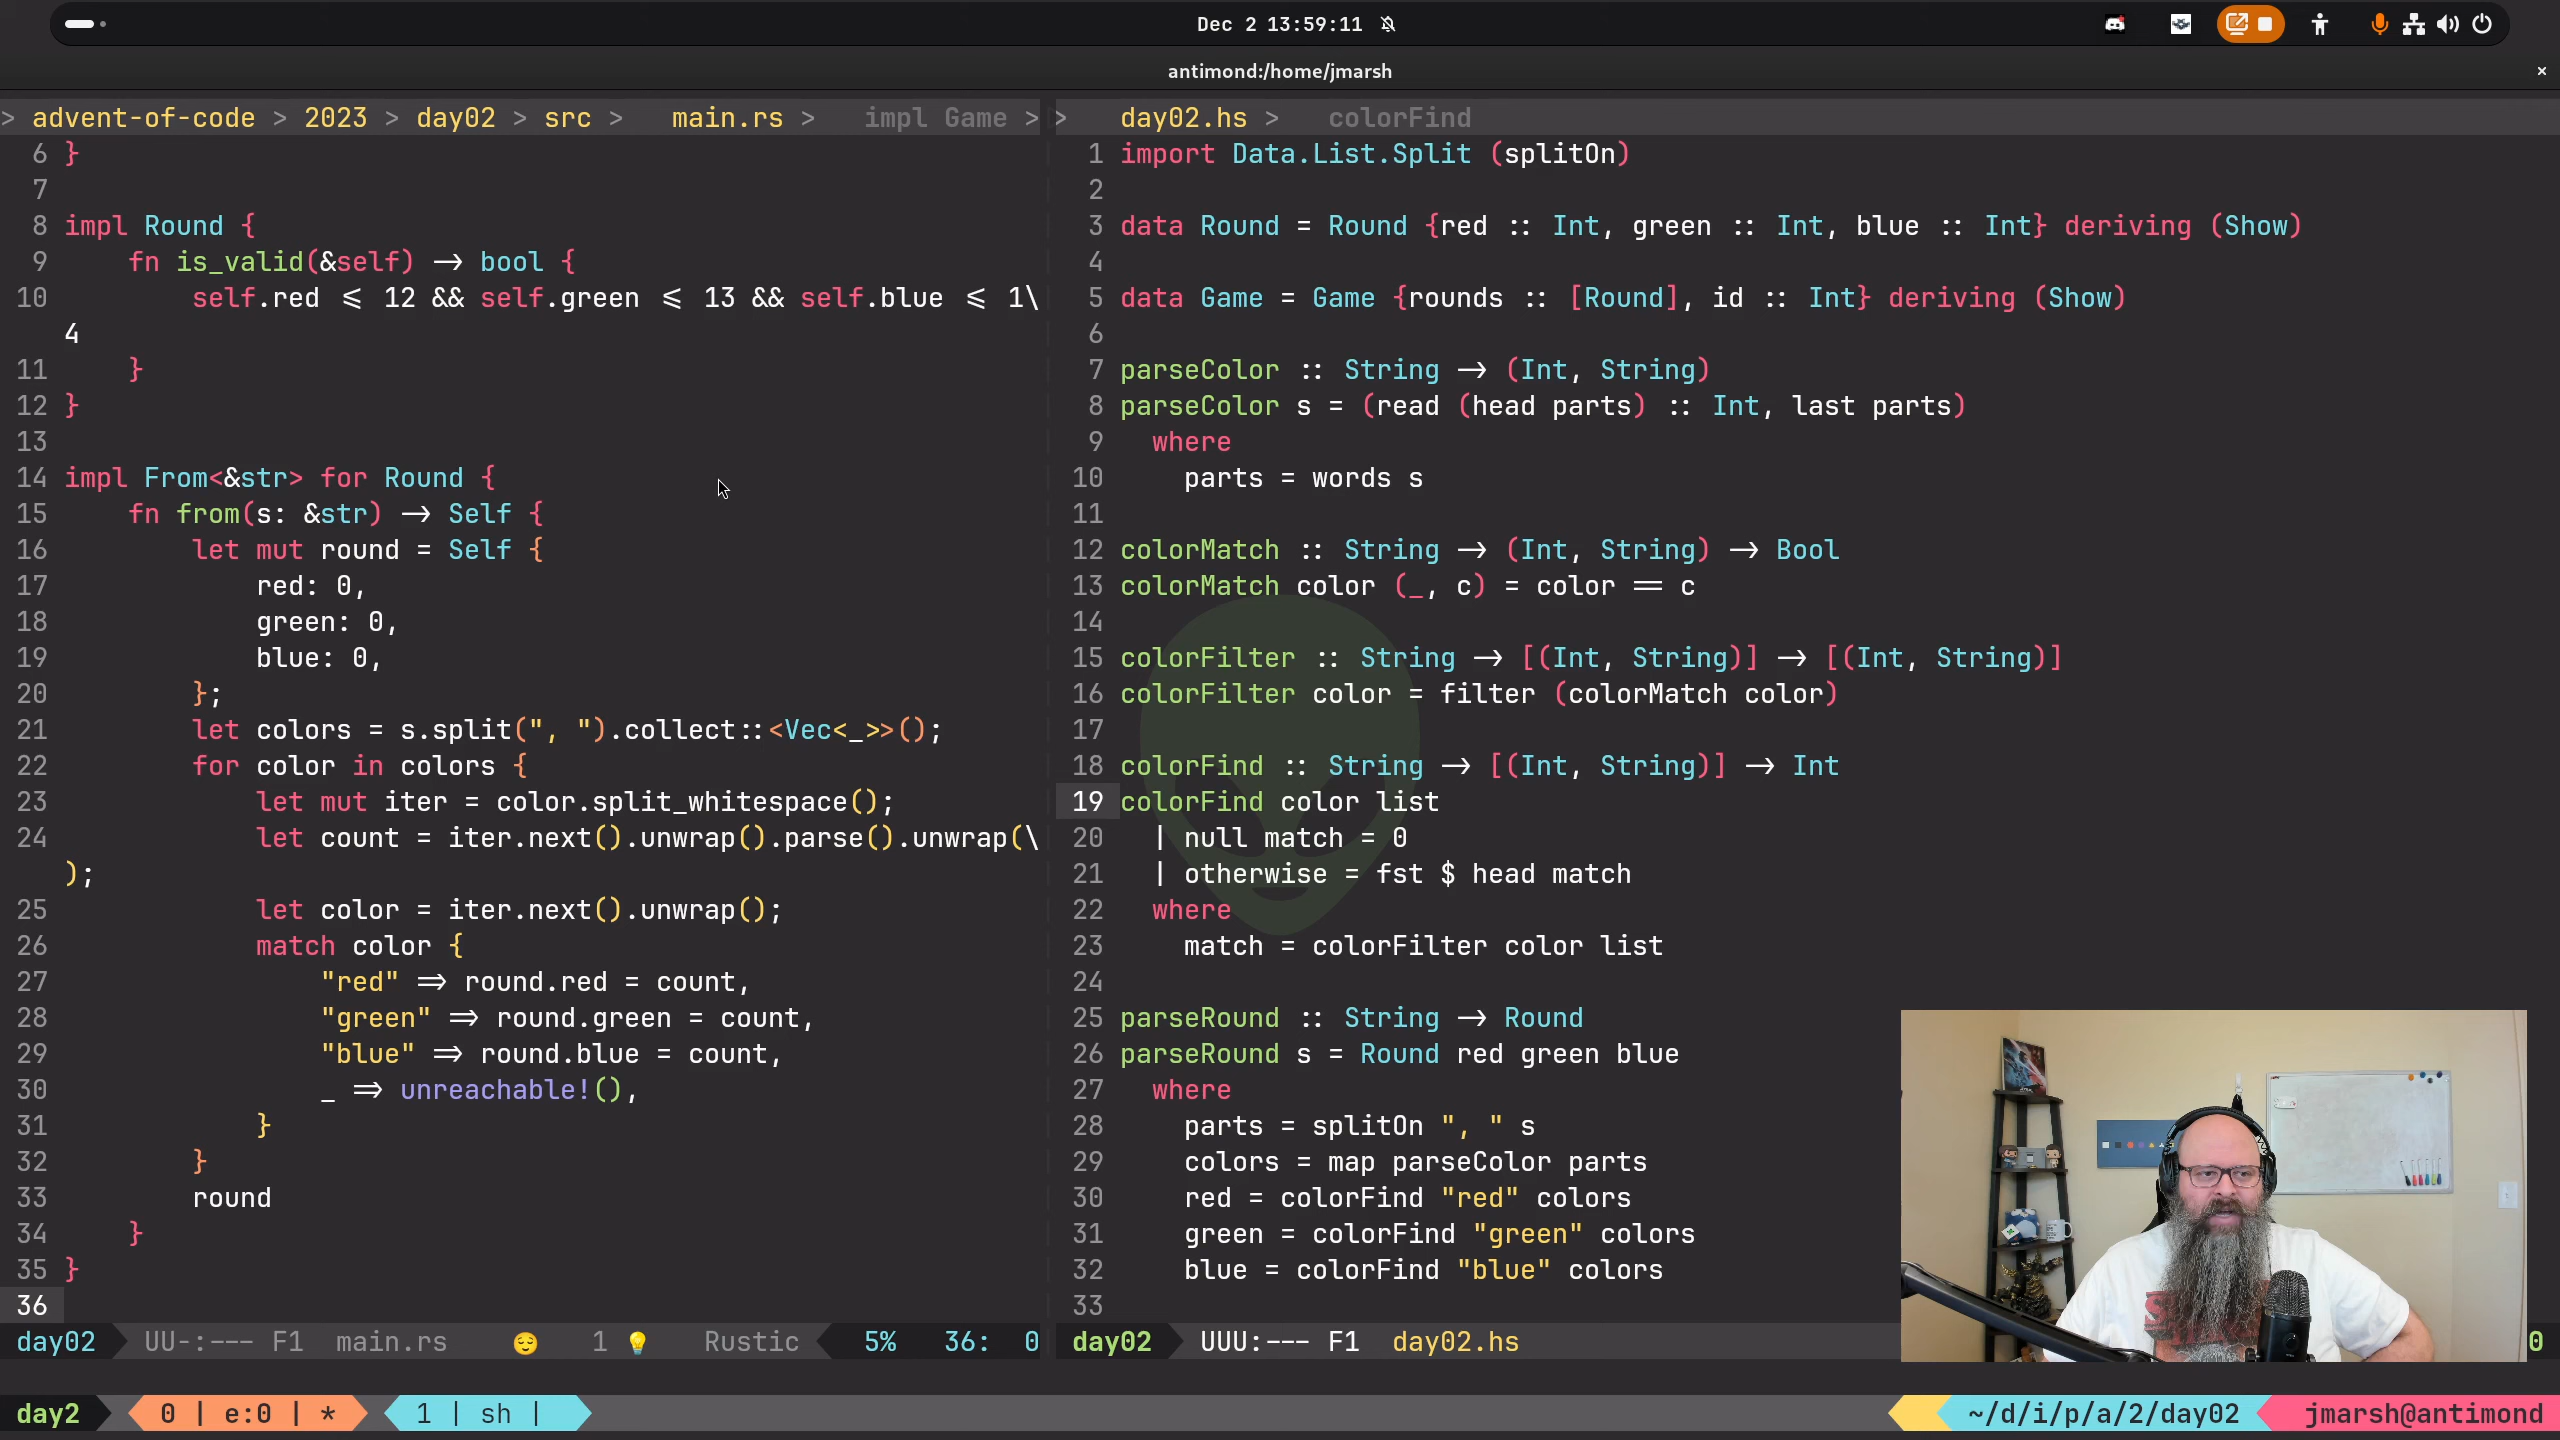 Dec 2 13:59:11
antimond:/home/jmarsh
> advent-of-code > 2023 > day02 > src > main.rs > impl Game >
6 }
7
8 impl Round {
9 fn is_valid(&self) -> bool {
10 self.red <= 12 && self.green <= 13 && self.blue <= 1\
4
11 }
12 }
13
14 impl From<&str> for Round {
15 fn from(s: &str) -> Self {
16 let mut round = Self {
17 red: 0,
18 green: 0,
19 blue: 0,
20 };
21 let colors = s.split(", ").collect::<Vec<_>>();
22 for color in colors {
23 let mut iter = color.split_whitespace();
24 let count = iter.next().unwrap().parse().unwrap(\
);
25 let color = iter.next().unwrap();
26 match color {
27 "red" => round.red = count,
28 "green" => round.green = count,
29 "blue" => round.blue = count,
30 _ => unreachable!(),
31 }
32 }
33 round
34 }
35 }
36
day02 UU-:--- F1 main.rs 😌 1 💡 Rustic 5% 36: 0
> day02.hs > colorFind
1 import Data.List.Split (splitOn)
2
3 data Round = Round {red :: Int, green :: Int, blue :: Int} deriving (Show)
4
5 data Game = Game {rounds :: [Round], id :: Int} deriving (Show)
6
7 parseColor :: String -> (Int, String)
8 parseColor s = (read (head parts) :: Int, last parts)
9 where
10 parts = words s
11
12 colorMatch :: String -> (Int, String) -> Bool
13 colorMatch color (_, c) = color == c
14
15 colorFilter :: String -> [(Int, String)] -> [(Int, String)]
16 colorFilter color = filter (colorMatch color)
17
18 colorFind :: String -> [(Int, String)] -> Int
19 colorFind color list
20 | null match = 0
21 | otherwise = fst $ head match
22 where
23 match = colorFilter color list
24
25 parseRound :: String -> Round
26 parseRound s = Round red green blue
27 where
28 parts = splitOn ", " s
29 colors = map parseColor parts
30 red = colorFind "red" colors
31 green = colorFind "green" colors
32 blue = colorFind "blue" colors
33
day02 UUU:--- F1 day02.hs 0
day2 0 | e:0 | * 1 | sh | ~/d/i/p/a/2/day02 jmarsh@antimond